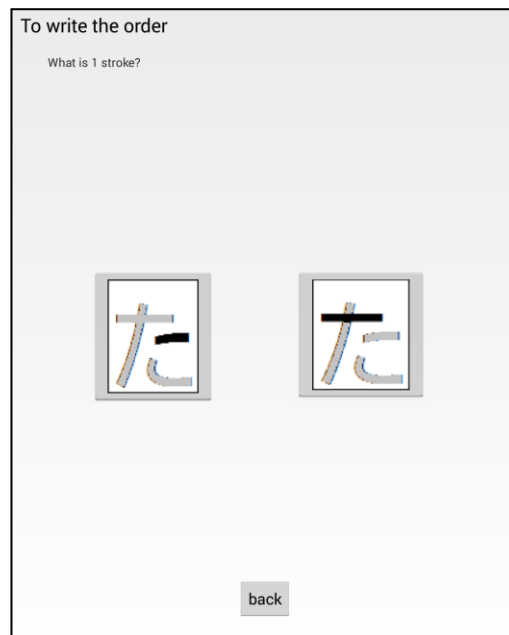 To write the order
What is 1 stroke?
た た
back